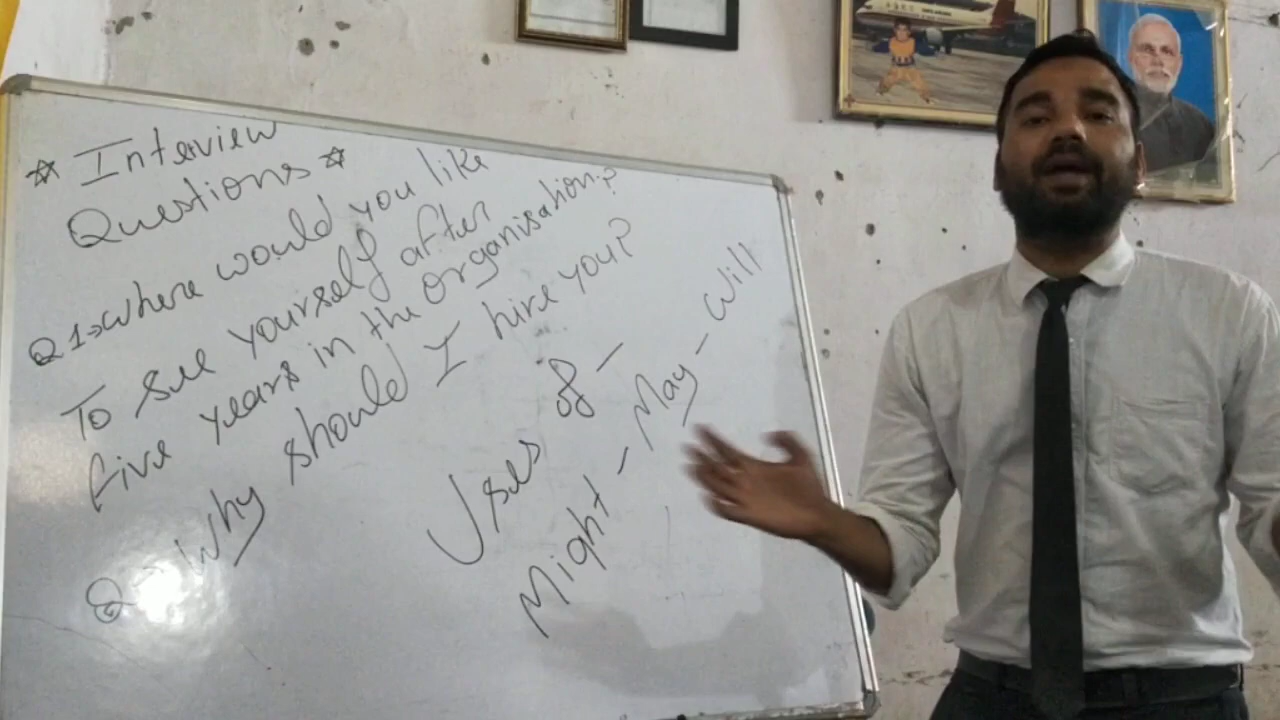 ☆ Interview
Questions ☆
Q1→ Where would you like
To see yourself after
five years in the organisation?
Q - Why should I hire you?
Uses of -
Might - May - Will